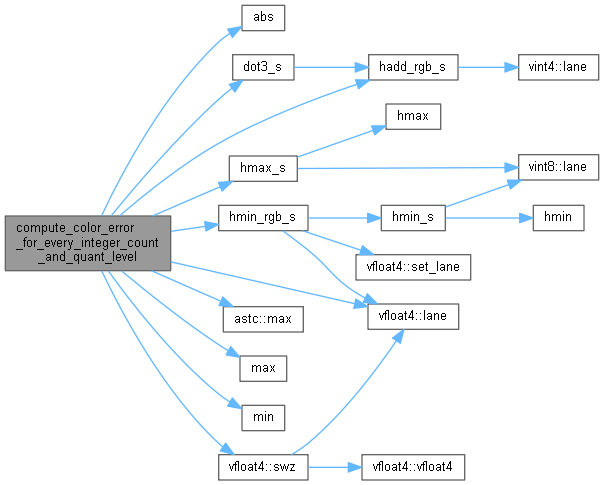 abs
dot3_s
hadd_rgb_s
vint4::lane
hmax
hmax_s
vint8::lane
compute_color_error
_for_every_integer_count
_and_quant_level
hmin_rgb_s
hmin_s
hmin
vfloat4::set_lane
astc::max
vfloat4::lane
max
min
vfloat4::swz
vfloat4::vfloat4